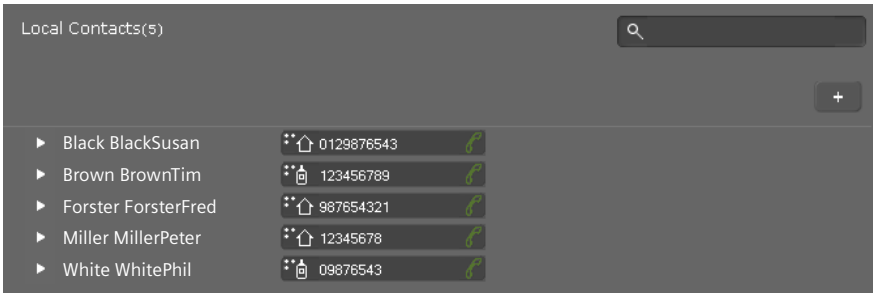 Local Contacts(5)
+
Black BlackSusan 0129876543
Brown BrownTim 123456789
Forster ForsterFred 987654321
Miller MillerPeter 12345678
White WhitePhil 09876543